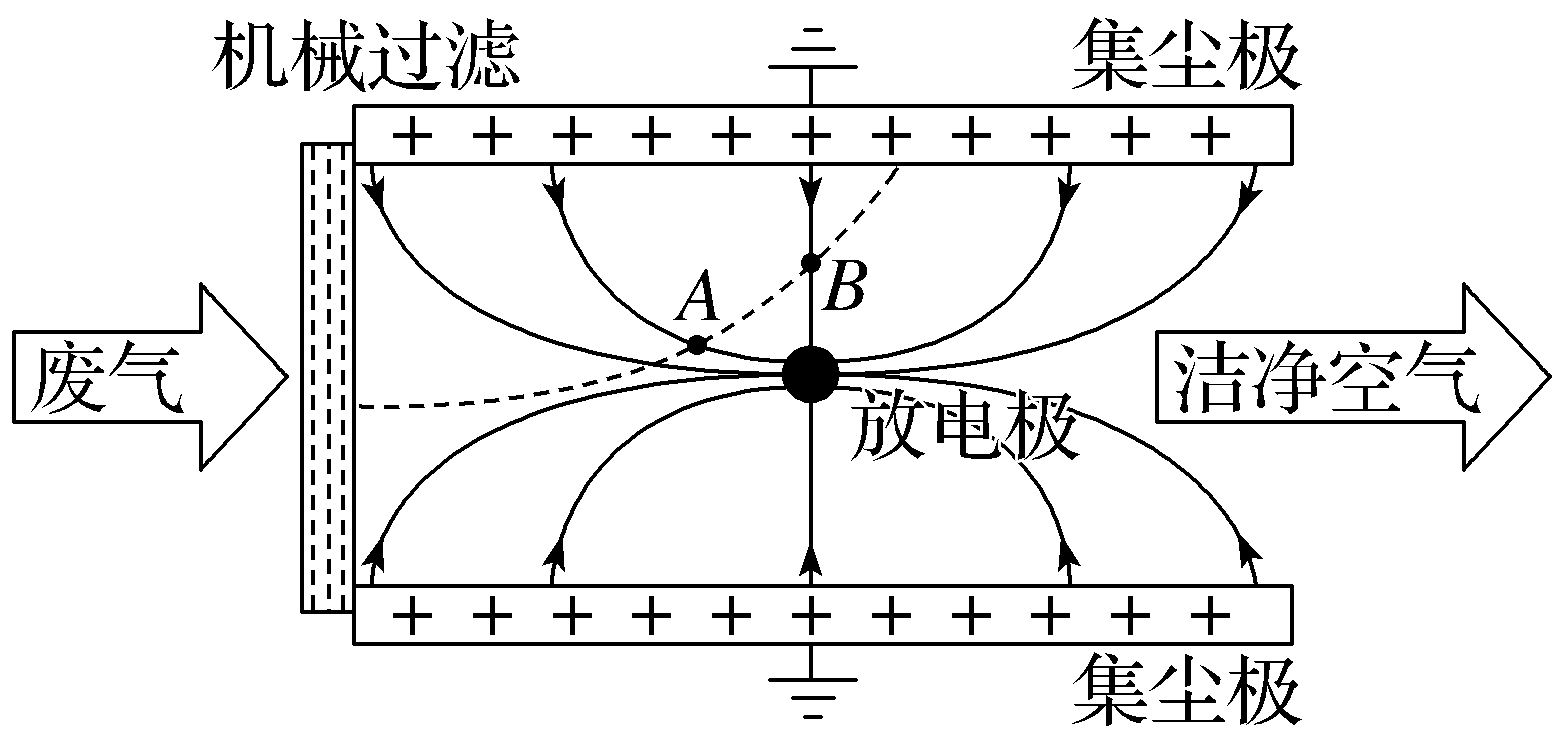 机械过滤
集尘极
+ + + + + + + + + + +
A
B
废气
放电极
洁净空气
+ + + + + + + + + + +
集尘极